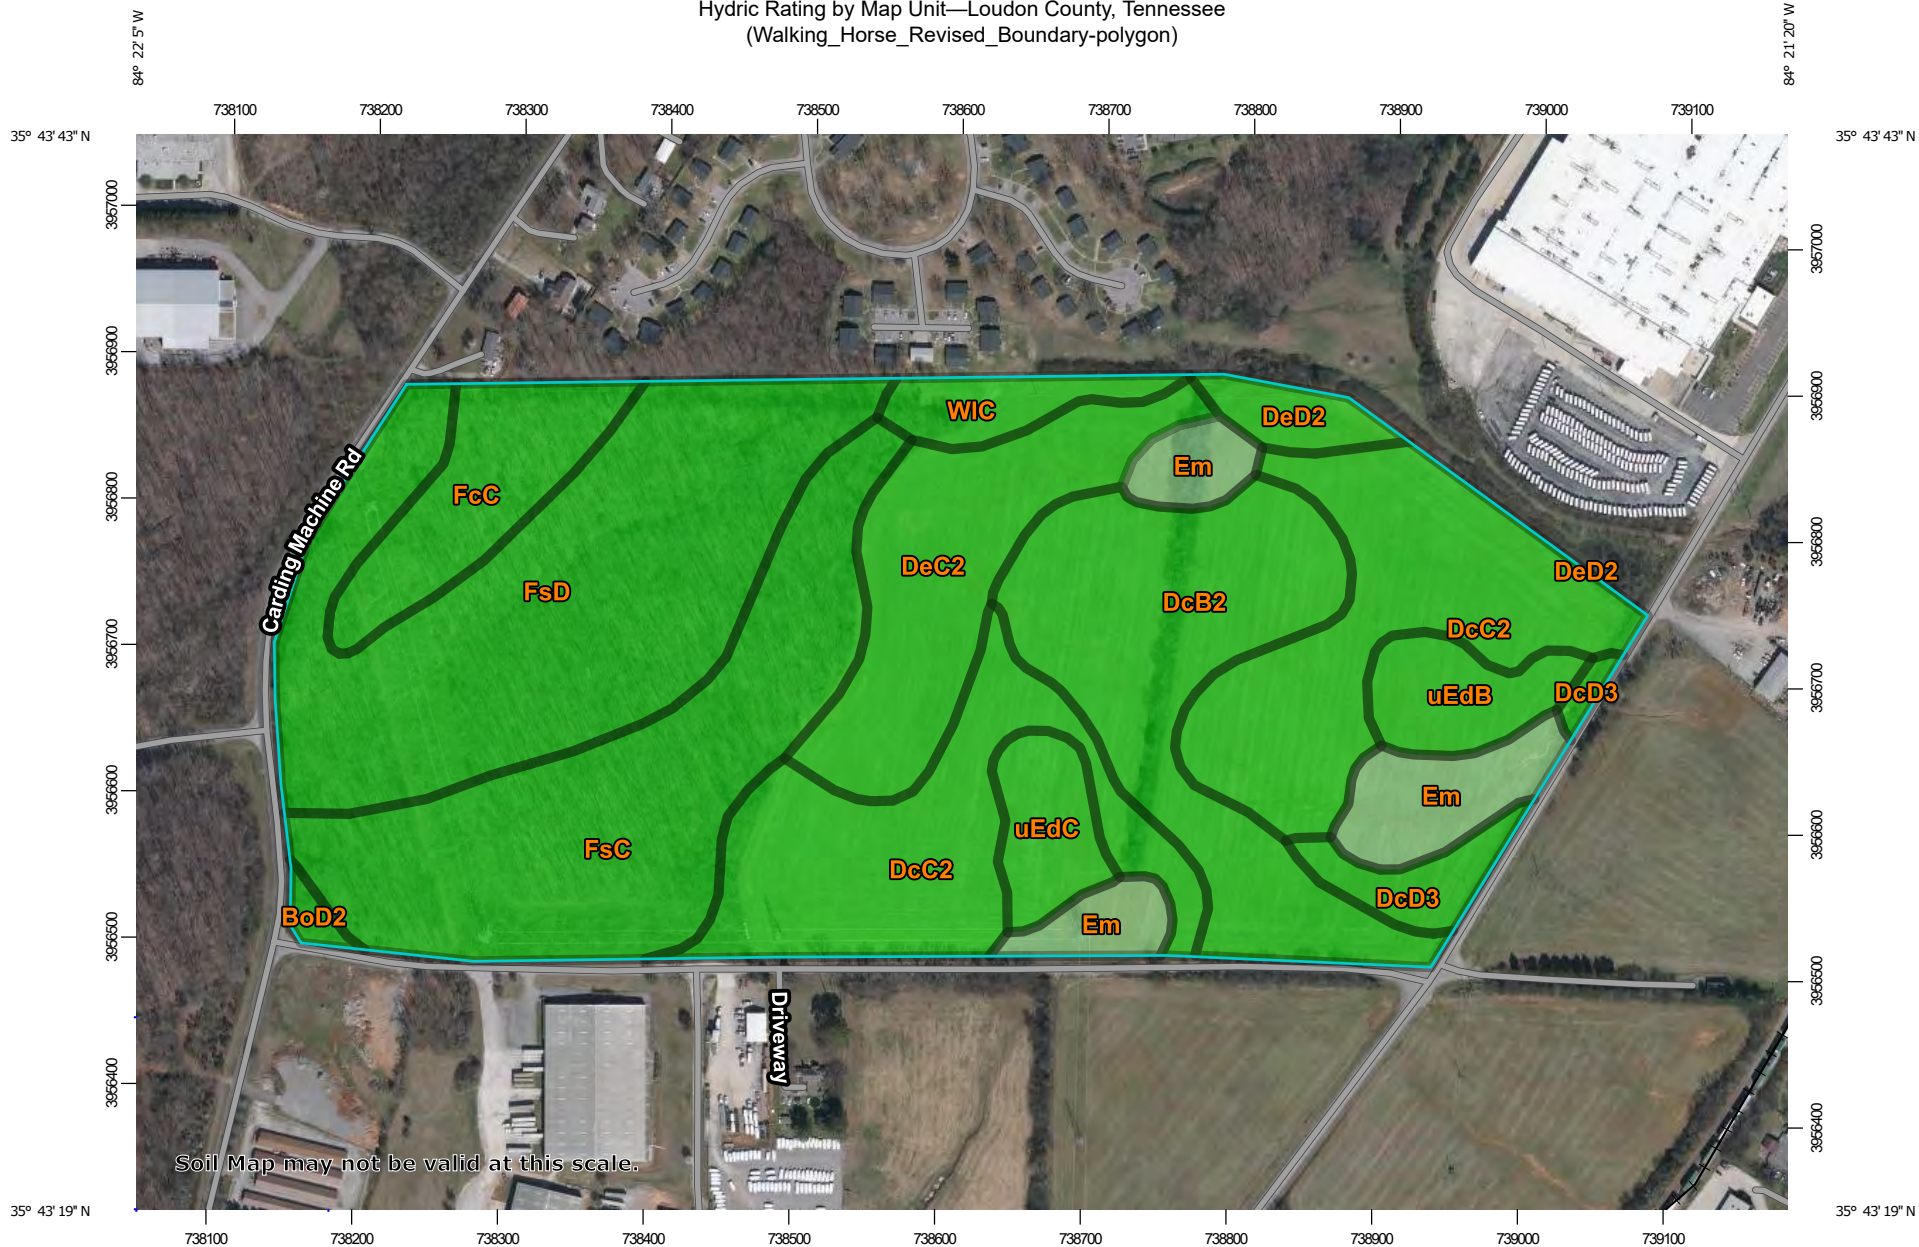 Hydric Rating by Map Unit—Loudon County, Tennessee
(Walking_Horse_Revised_Boundary-polygon)
84° 22' 5'' W
84° 21' 20'' W
738100 738200 738300 738400 738500 738600 738700 738800 738900 739000 739100
35° 43' 43'' N
35° 43' 43'' N
3957000
3957000
3956900
3956900
WlC
DeD2
Em
Carding Machine Rd
FcC
3956800
3956800
DeC2
DeD2
FsD
DcB2
DcC2
3956700
3956700
uEdB
DcD3
3956600
Em
3956600
uEdC
FsC
DcC2
DcD3
BoD2
Em
3956500
3956500
Driveway
3956400
3956400
Soil Map may not be valid at this scale.
35° 43' 19'' N
35° 43' 19'' N
738100 738200 738300 738400 738500 738600 738700 738800 738900 739000 739100